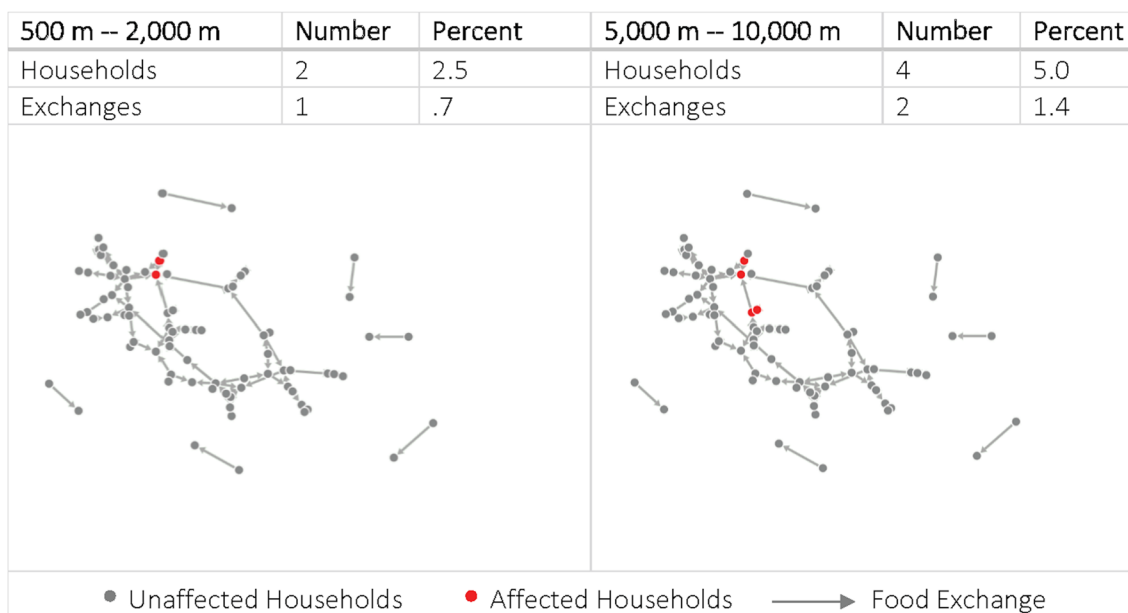 500 m -- 2,000 m Number Percent 5,000 m -- 10,000 m Number Percent
Households 2 2.5 Households 4 5.0
Exchanges 1 .7 Exchanges 2 1.4
Unaffected Households Affected Households Food Exchange